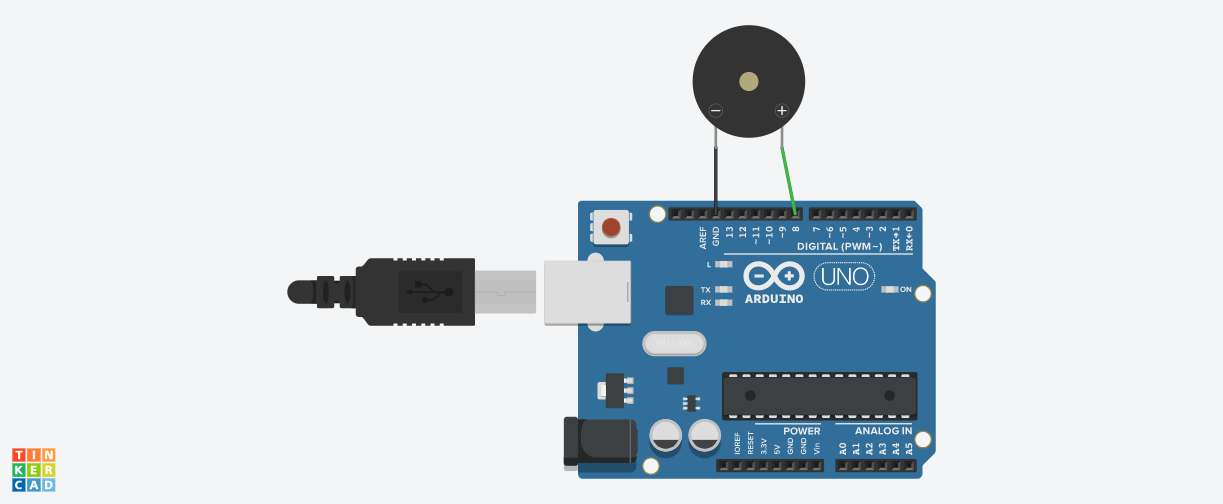 AREF
GND
13
12
~11
~10
~9
8
7
~6
~5
4
~3
2
TX→1
RX←0
DIGITAL (PWM~)
L
TX
RX
ARDUINO
UNO
ON
POWER
ANALOG IN
IOREF
RESET
3.3V
5V
GND
GND
Vin
A0
A1
A2
A3
A4
A5
TIN
KER
CAD